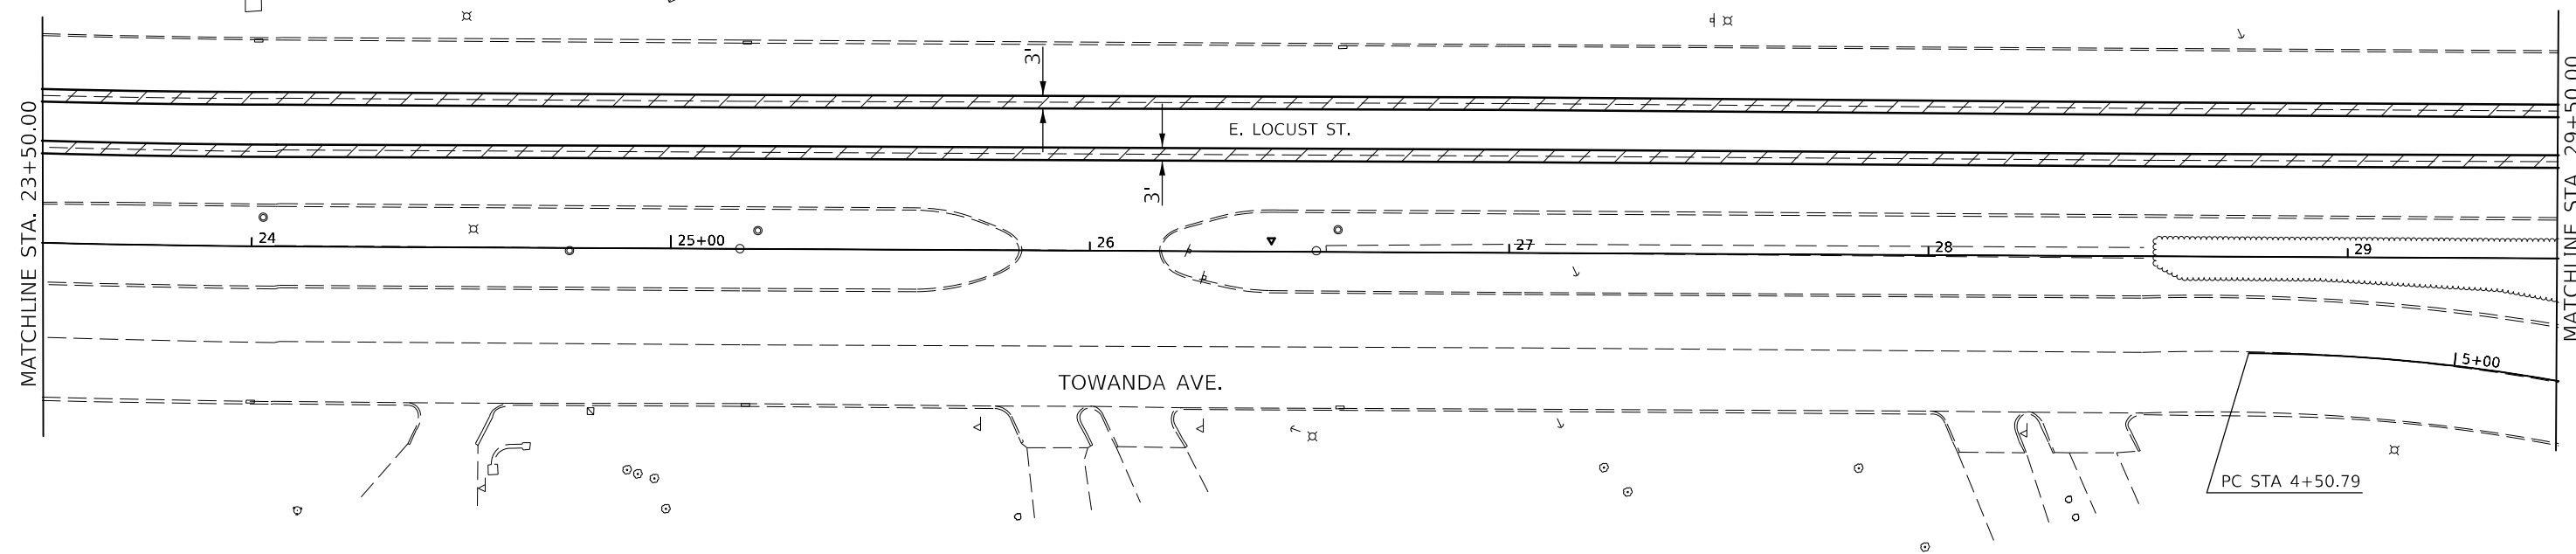 MATCHLINE STA. 23+50.00
3'
E. LOCUST ST.
3'
24
25+00
26
27
28
29
MATCHLINE STA. 29+50.00
5+00
TOWANDA AVE.
PC STA 4+50.79